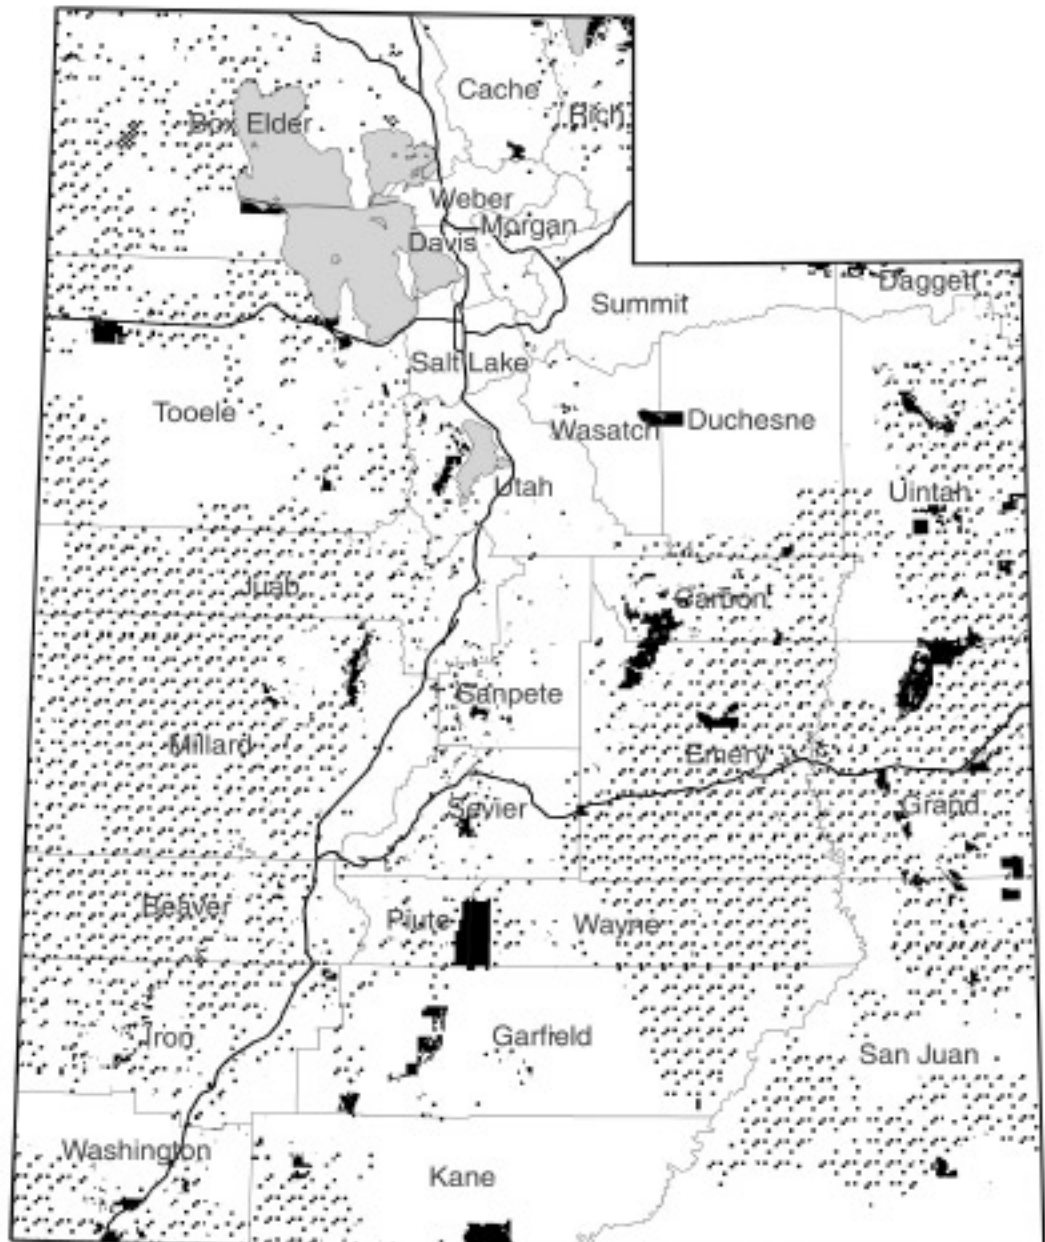 Cache
Rich
Box Elder
Weber
Morgan
Davis
Daggett
Summit
Salt Lake
Tooele
Wasatch
Duchesne
Utah
Uintah
Juab
Carbon
Sanpete
Millard
Emery
Sevier
Grand
Beaver
Piute
Wayne
Iron
Garfield
San Juan
Washington
Kane